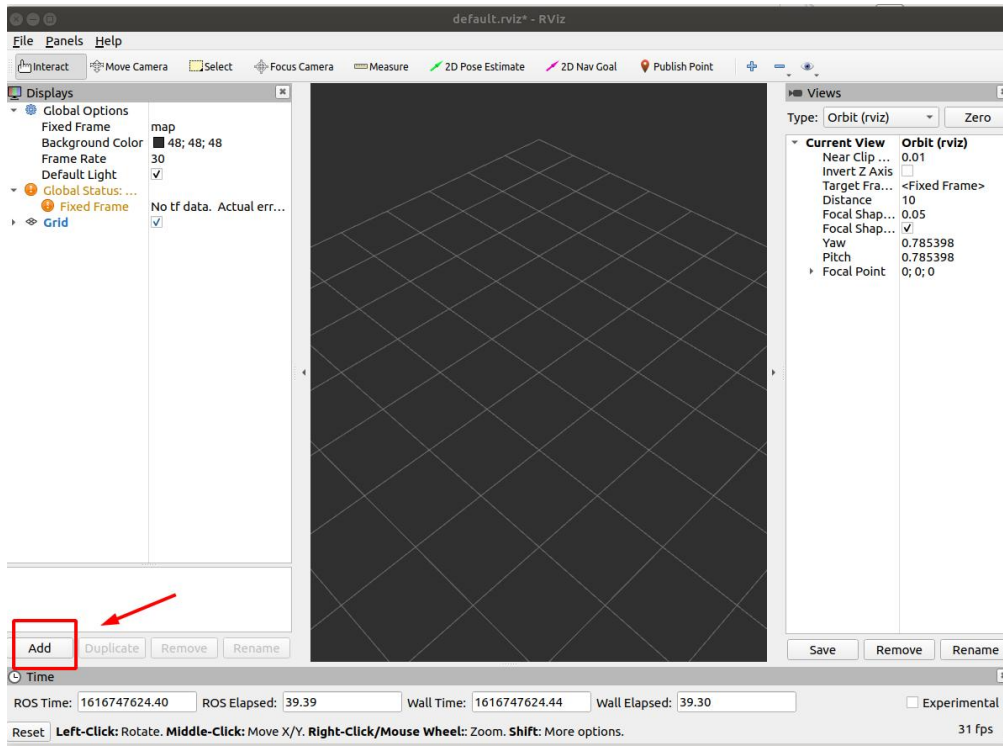 default.rviz* - RViz
File Panels Help
Interact Move Camera Select Focus Camera Measure 2D Pose Estimate 2D Nav Goal Publish Point
Displays
Global Options
Fixed Frame map
Background Color 48; 48; 48
Frame Rate 30
Default Light
Global Status: ...
Fixed Frame No tf data. Actual err...
Grid
Add Duplicate Remove Rename
Views
Type: Orbit (rviz) Zero
Current View Orbit (rviz)
Near Clip ... 0.01
Invert Z Axis
Target Fra... <Fixed Frame>
Distance 10
Focal Shap... 0.05
Focal Shap...
Yaw 0.785398
Pitch 0.785398
Focal Point 0; 0; 0
Save Remove Rename
Time
ROS Time: 1616747624.40 ROS Elapsed: 39.39 Wall Time: 1616747624.44 Wall Elapsed: 39.30 Experimental
Reset Left-Click: Rotate. Middle-Click: Move X/Y. Right-Click/Mouse Wheel:: Zoom. Shift: More options. 31 fps